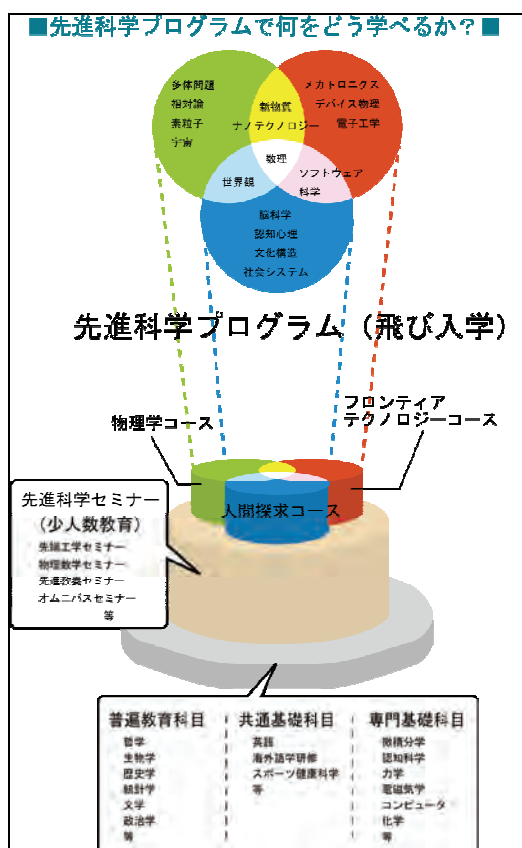 ■先進科学プログラムで何をどう学べるか？■
多体問題
相対論
素粒子
宇宙
メカトロニクス
デバイス物理
電子工学
新物質
ナノテクノロジー
数理
世界観
ソフトウェア
科学
脳科学
認知心理
文化構造
社会システム
先進科学プログラム（飛び入学）
物理学コース
フロンティア
テクノロジーコース
人間探求コース
先進科学セミナー
（少人数教育）
先端工学セミナー
物理数学セミナー
先進教養セミナー
オムニバスセミナー
等
普遍教育科目
哲学
生物学
歴史学
統計学
文学
政治学
等
共通基礎科目
英語
海外語学研修
スポーツ健康科学
等
専門基礎科目
微積分学
認知科学
力学
電磁気学
コンピュータ
化学
等